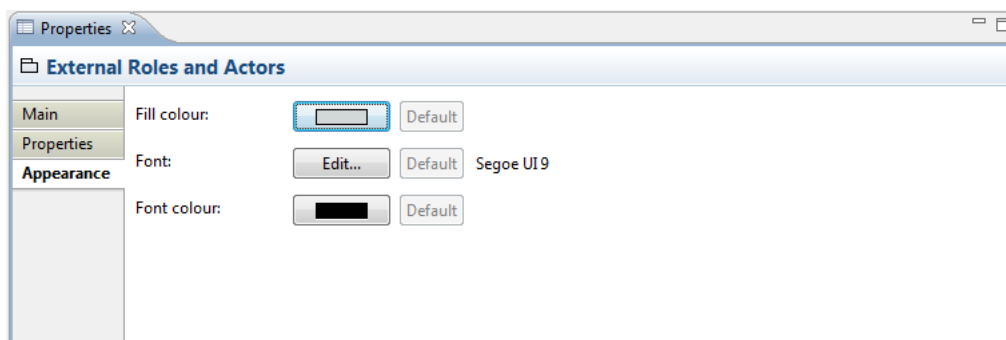 Properties
External Roles and Actors
Main
Fill colour:
Default
Properties
Font:
Edit...
Default
Segoe UI 9
Appearance
Font colour:
Default